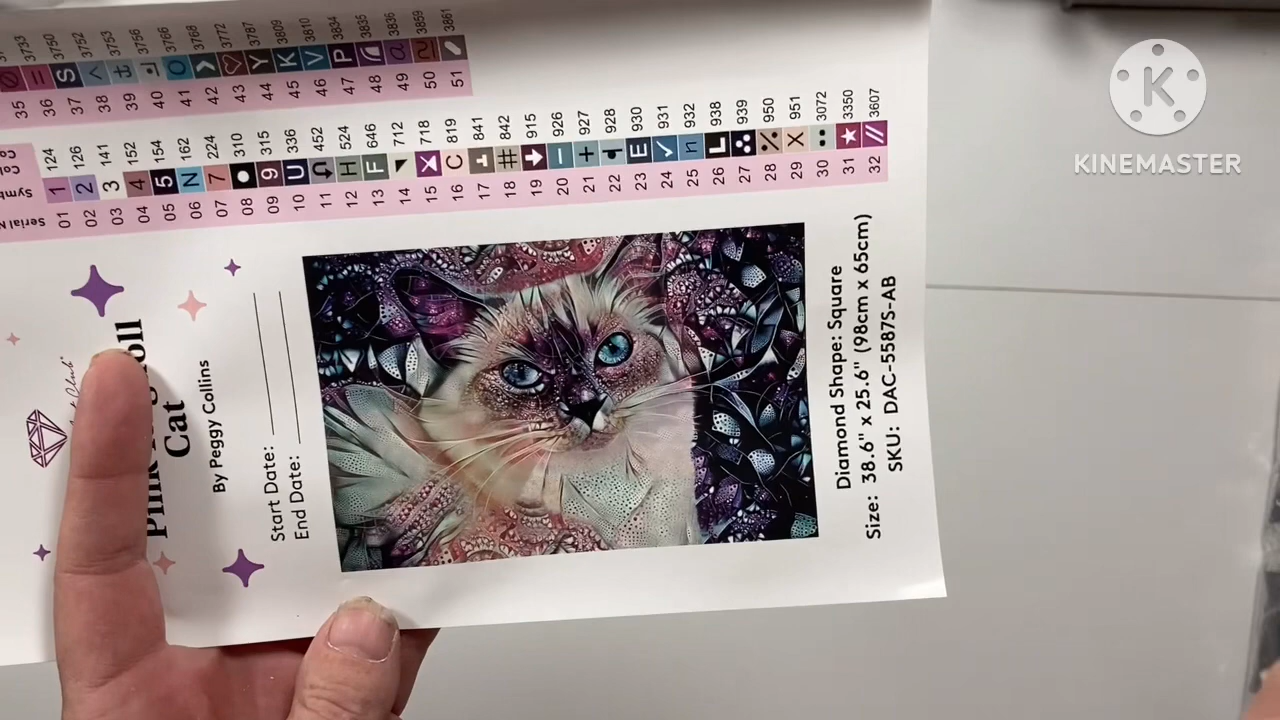 Pink
Cat
By Peggy Collins
Start Date:
End Date:
Diamond Shape: Square
Size: 38.6" x 25.6" (98cm x 65cm)
SKU: DAC-5587S-AB
01 1 124
02 2 126
03 3 141
04 4 152
05 5 154
06 N 162
07 7 224
08 310
09 9 315
10 U 336
11 452
12 H 524
13 F 646
14 712
15 718
16 C 819
17 841
18 # 842
19 915
20 − 926
21 + 927
22 928
23 E 930
24 ✓ 931
25 n 932
26 L 938
27 939
28 950
29 X 951
30 3072
31 ★ 3350
32 // 3607
35
36 = 3733
37 S 3750
38 ^ 3752
39 3753
40 3756
41 O 3766
42 3768
43 ♡ 3772
44 Y 3787
45 K 3809
46 V 3810
47 P 3834
48 3835
49 a 3836
50 3859
51 3861
K
KINEMASTER